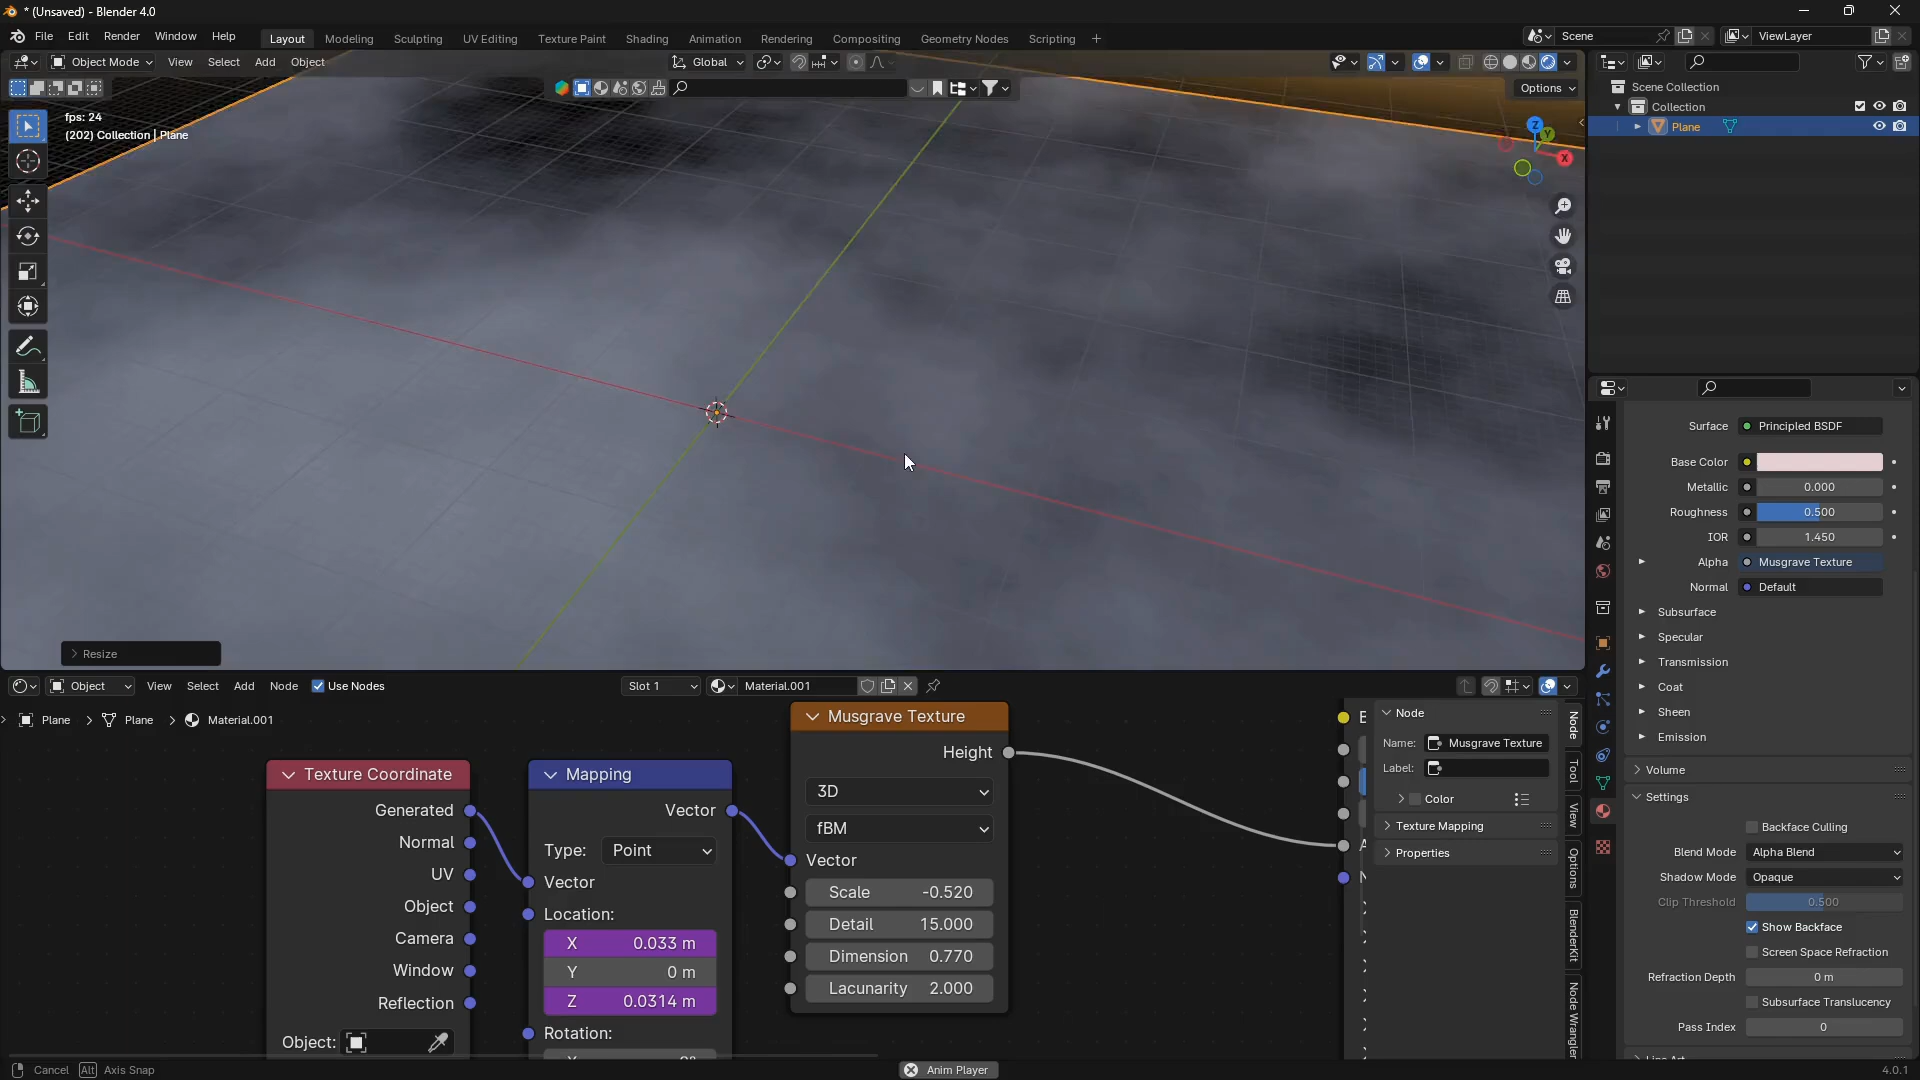 * (Unsaved) - Blender 4.0
File Edit Render Window Help
Layout Modeling Sculpting UV Editing Texture Paint Shading Animation Rendering Compositing Geometry Nodes Scripting +
Scene
ViewLayer
Object Mode View Select Add Object
Global
Options
fps: 24
(202) Collection | Plane
Z
Y
X
Resize
Scene Collection
Collection
Plane
Surface Principled BSDF
Base Color
Metallic 0.000
Roughness 0.500
IOR 1.450
Alpha Musgrave Texture
Normal Default
Subsurface
Specular
Transmission
Coat
Sheen
Emission
Volume
Settings
Backface Culling
Blend Mode Alpha Blend
Shadow Mode Opaque
Clip Threshold 0.500
Show Backface
Screen Space Refraction
Refraction Depth 0 m
Subsurface Translucency
Pass Index 0
Line Art
Object View Select Add Node Use Nodes
Slot 1
Material.001
Plane > Plane > Material.001
Texture Coordinate
Generated
Normal
UV
Object
Camera
Window
Reflection
Object:
Mapping
Vector
Type: Point
Vector
Location:
X 0.033 m
Y 0 m
Z 0.0314 m
Rotation:
X 0°
Musgrave Texture
Height
3D
fBM
Vector
Scale -0.520
Detail 15.000
Dimension 0.770
Lacunarity 2.000
Node
Name: Musgrave Texture
Label:
Color
Texture Mapping
Properties
Node
Tool
View
Options
BlenderKit
Node Wrangler
Cancel Alt Axis Snap
Anim Player
4.0.1